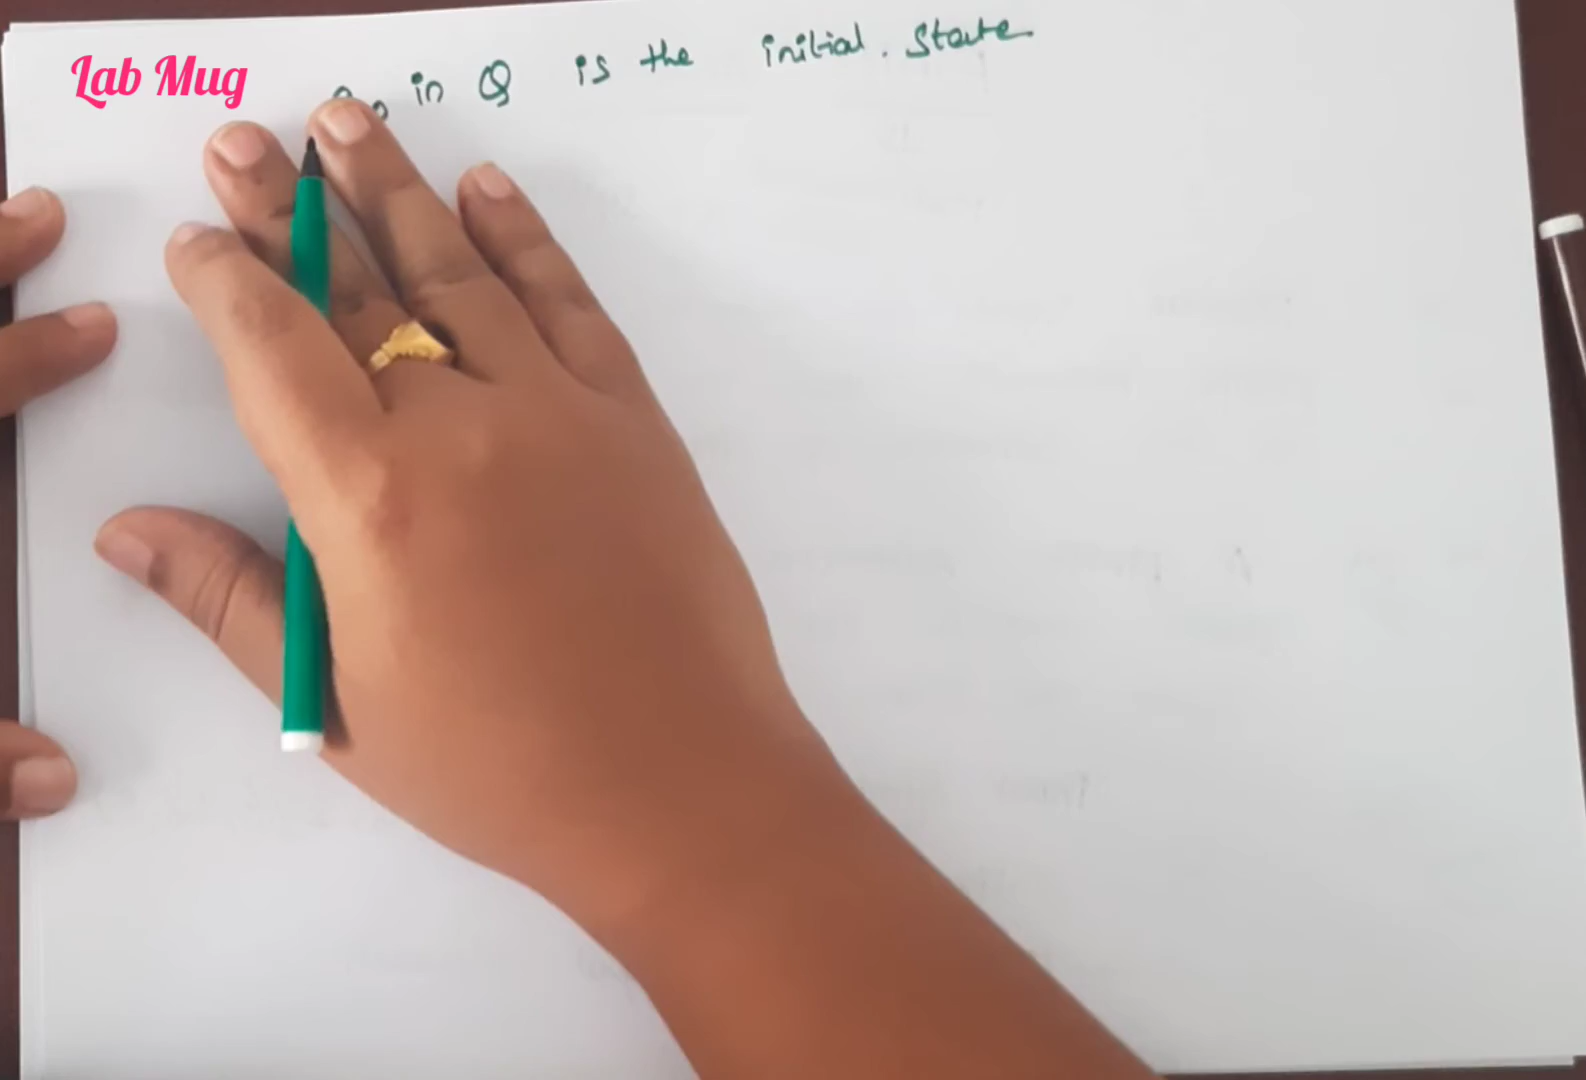 Lab Mug
in Q is the initial. State